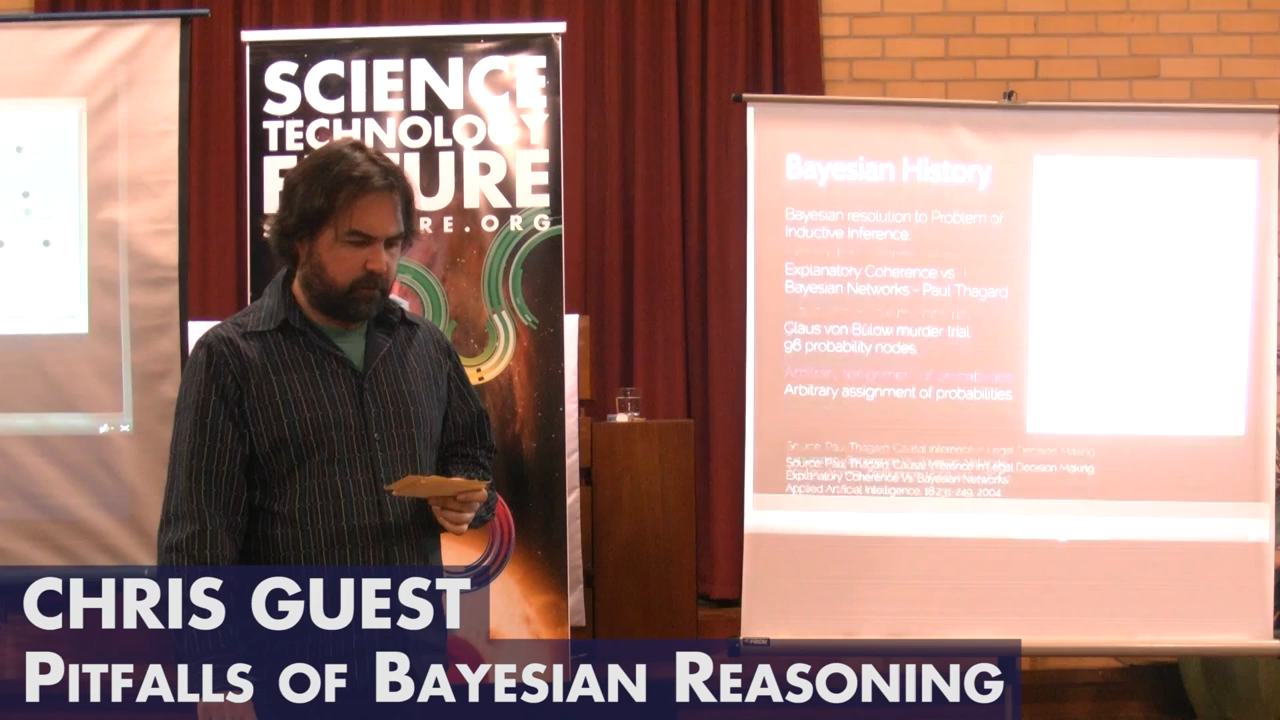 SCIENCE
TECHNOLOGY
RE.ORG
Bayesian History
Bayesian resolution to Problem of
Inductive Inference.
Explanatory Coherence vs
Bayesian Networks - Paul Thagard
Claus von Bülow murder trial.
96 probability nodes.
Arbitrary assignment of probabilities
Source: Paul Thagard, Causal Inference in Legal Decision Making
Explanatory Coherence Vs. Bayesian Networks
Applied Artificial Intelligence, 18:231-249, 2004
CHRIS GUEST
PITFALLS OF BAYESIAN REASONING